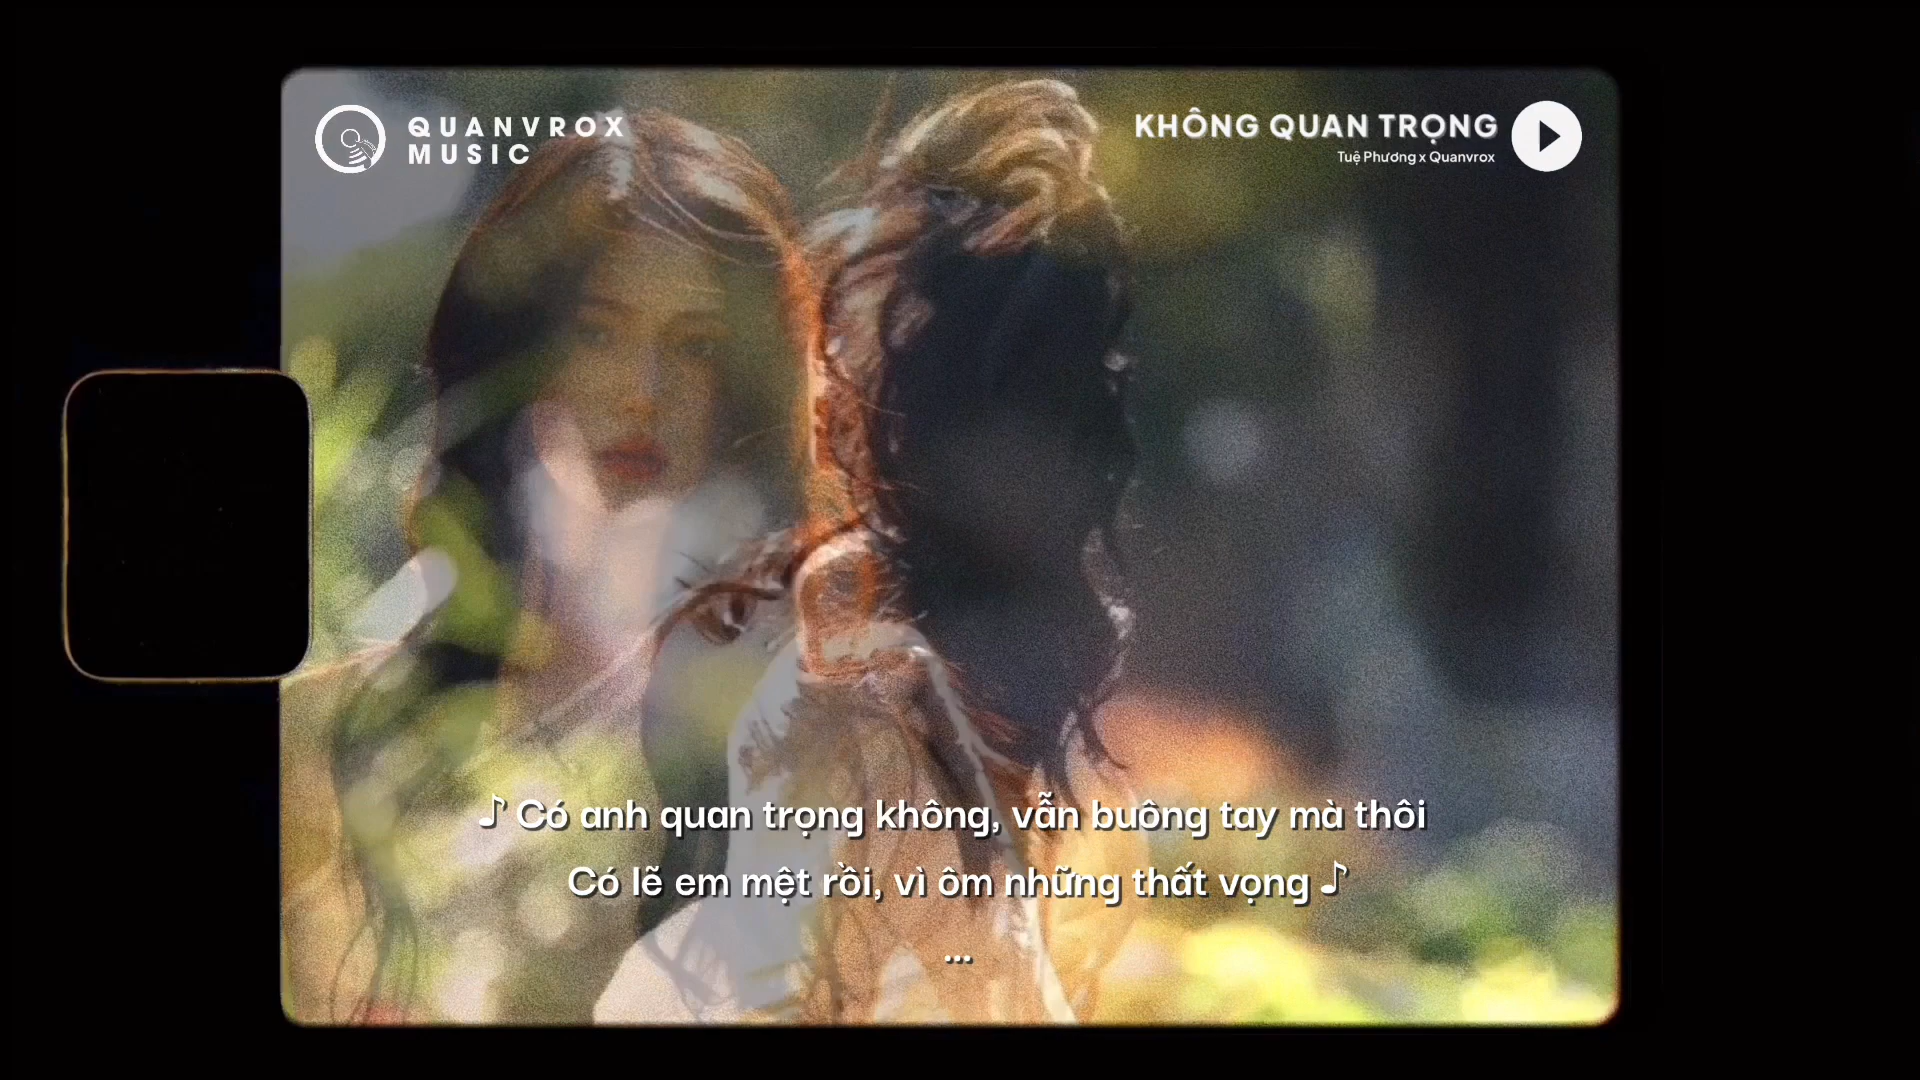 QUANVROX
MUSIC
KHÔNG QUAN TRỌNG
Tuệ Phương x Quanvrox
♪ Có anh quan trọng không, vẫn buông tay mà thôi
Có lẽ em mệt rồi, vì ôm những thất vọng ♪
...